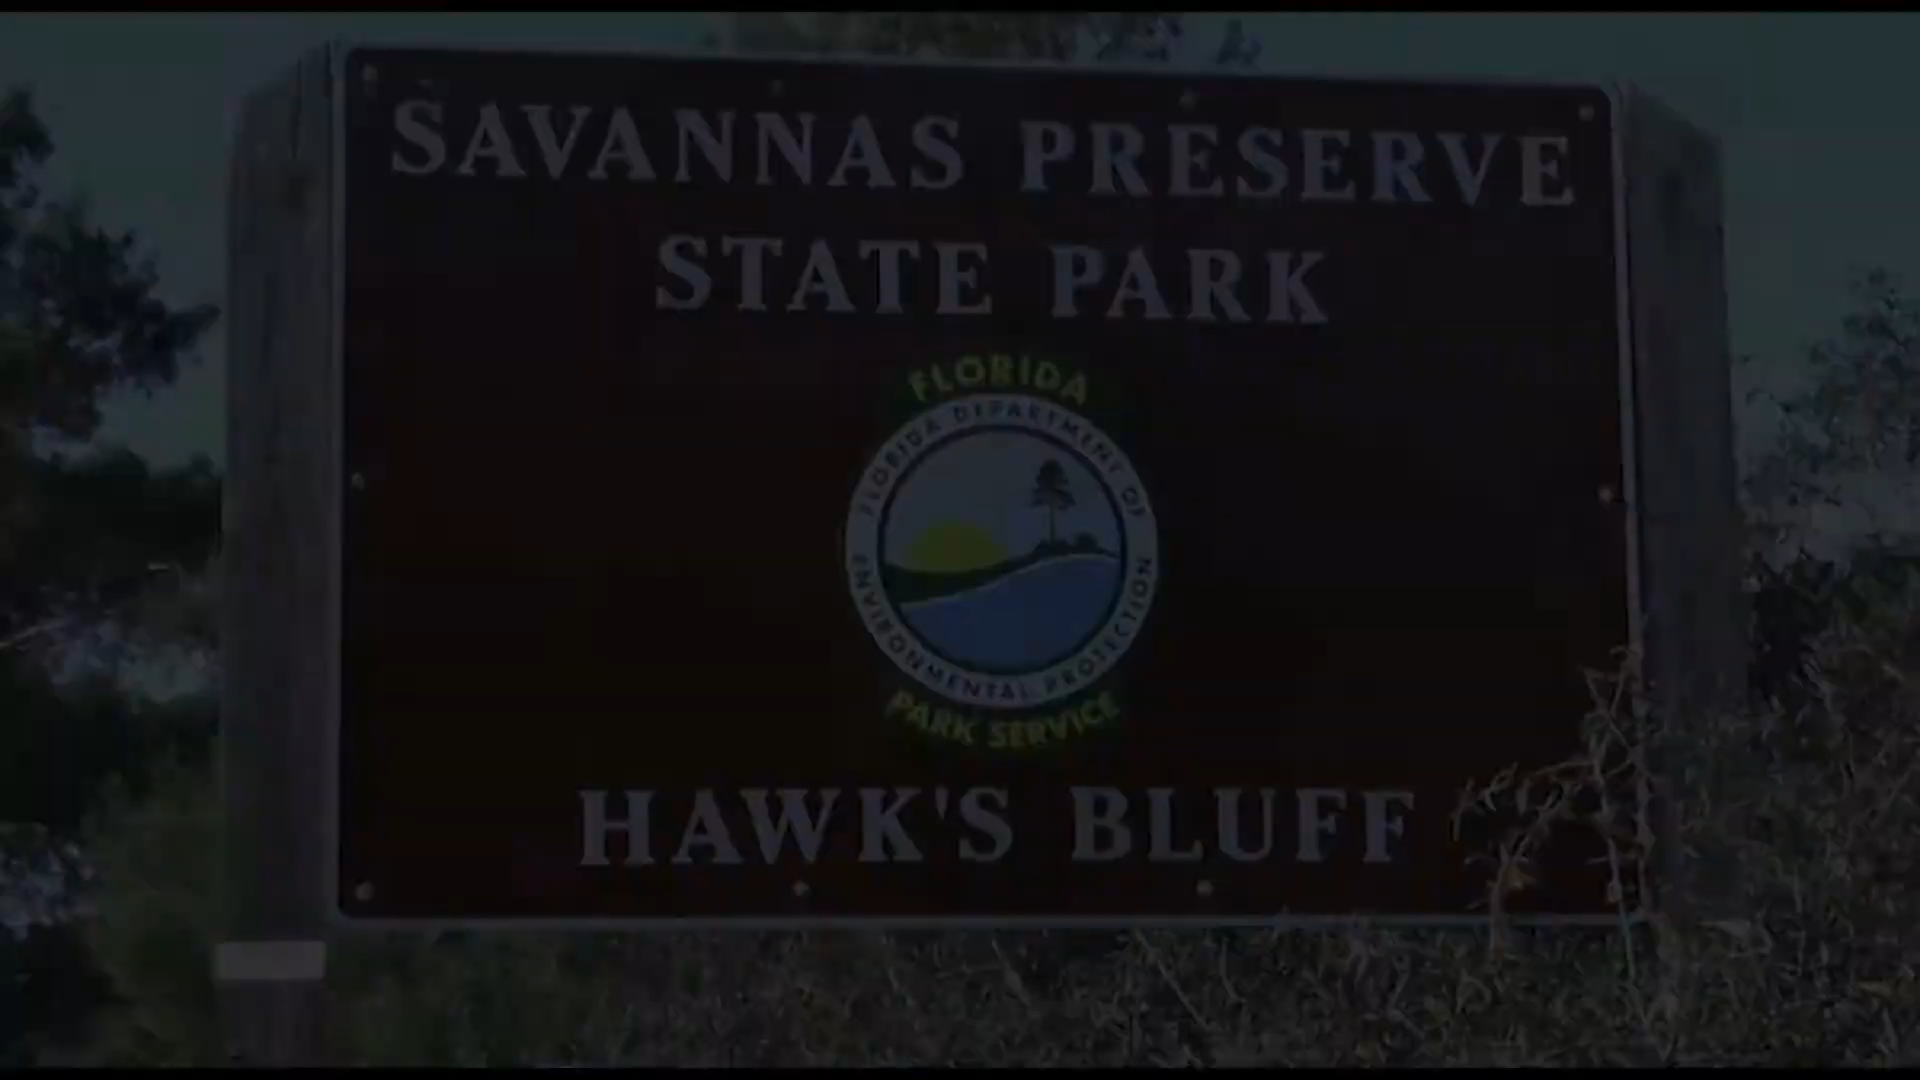 SAVANNAS PRESERVE
STATE PARK
FLORIDA
FLORIDA DEPARTMENT OF
ENVIRONMENTAL PROTECTION
PARK SERVICE
HAWK'S BLUFF